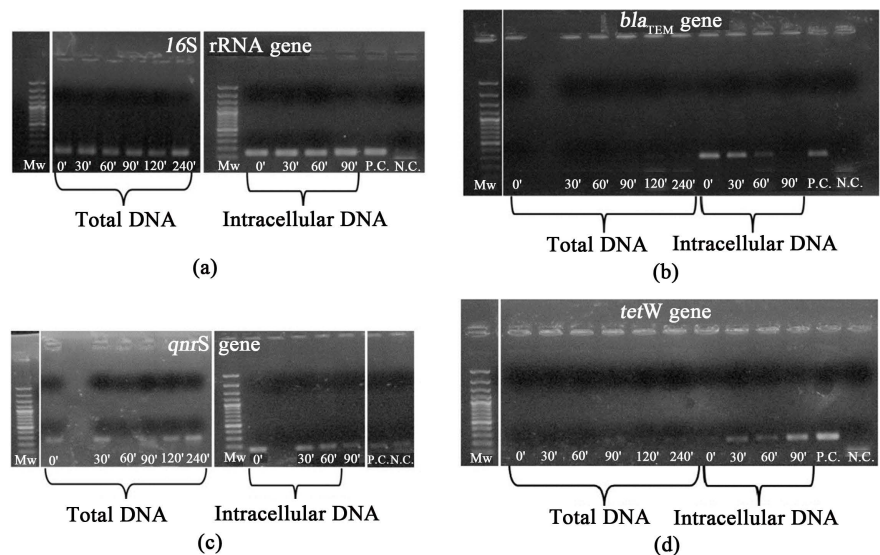 16S rRNA gene
Mw 0' 30' 60' 90' 120' 240' Mw 0' 30' 60' 90' P.C. N.C.
Total DNA Intracellular DNA
(a)
blaTEM gene
Mw 0' 30' 60' 90' 120' 240' 0' 30' 60' 90' P.C. N.C.
Total DNA Intracellular DNA
(b)
qnrS gene
Mw 0' 30' 60' 90' 120' 240' Mw 0' 30' 60' 90' P.C. N.C.
Total DNA Intracellular DNA
(c)
tetW gene
Mw 0' 30' 60' 90' 120' 240' 0' 30' 60' 90' P.C. N.C.
Total DNA Intracellular DNA
(d)